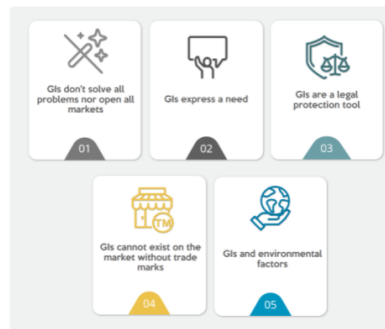 GIs don't solve all
problems nor open all
markets
01
GIs express a need
02
GIs are a legal
protection tool
03
TM
GIs cannot exist on the
market without trade
marks
04
GIs and environmental
factors
05